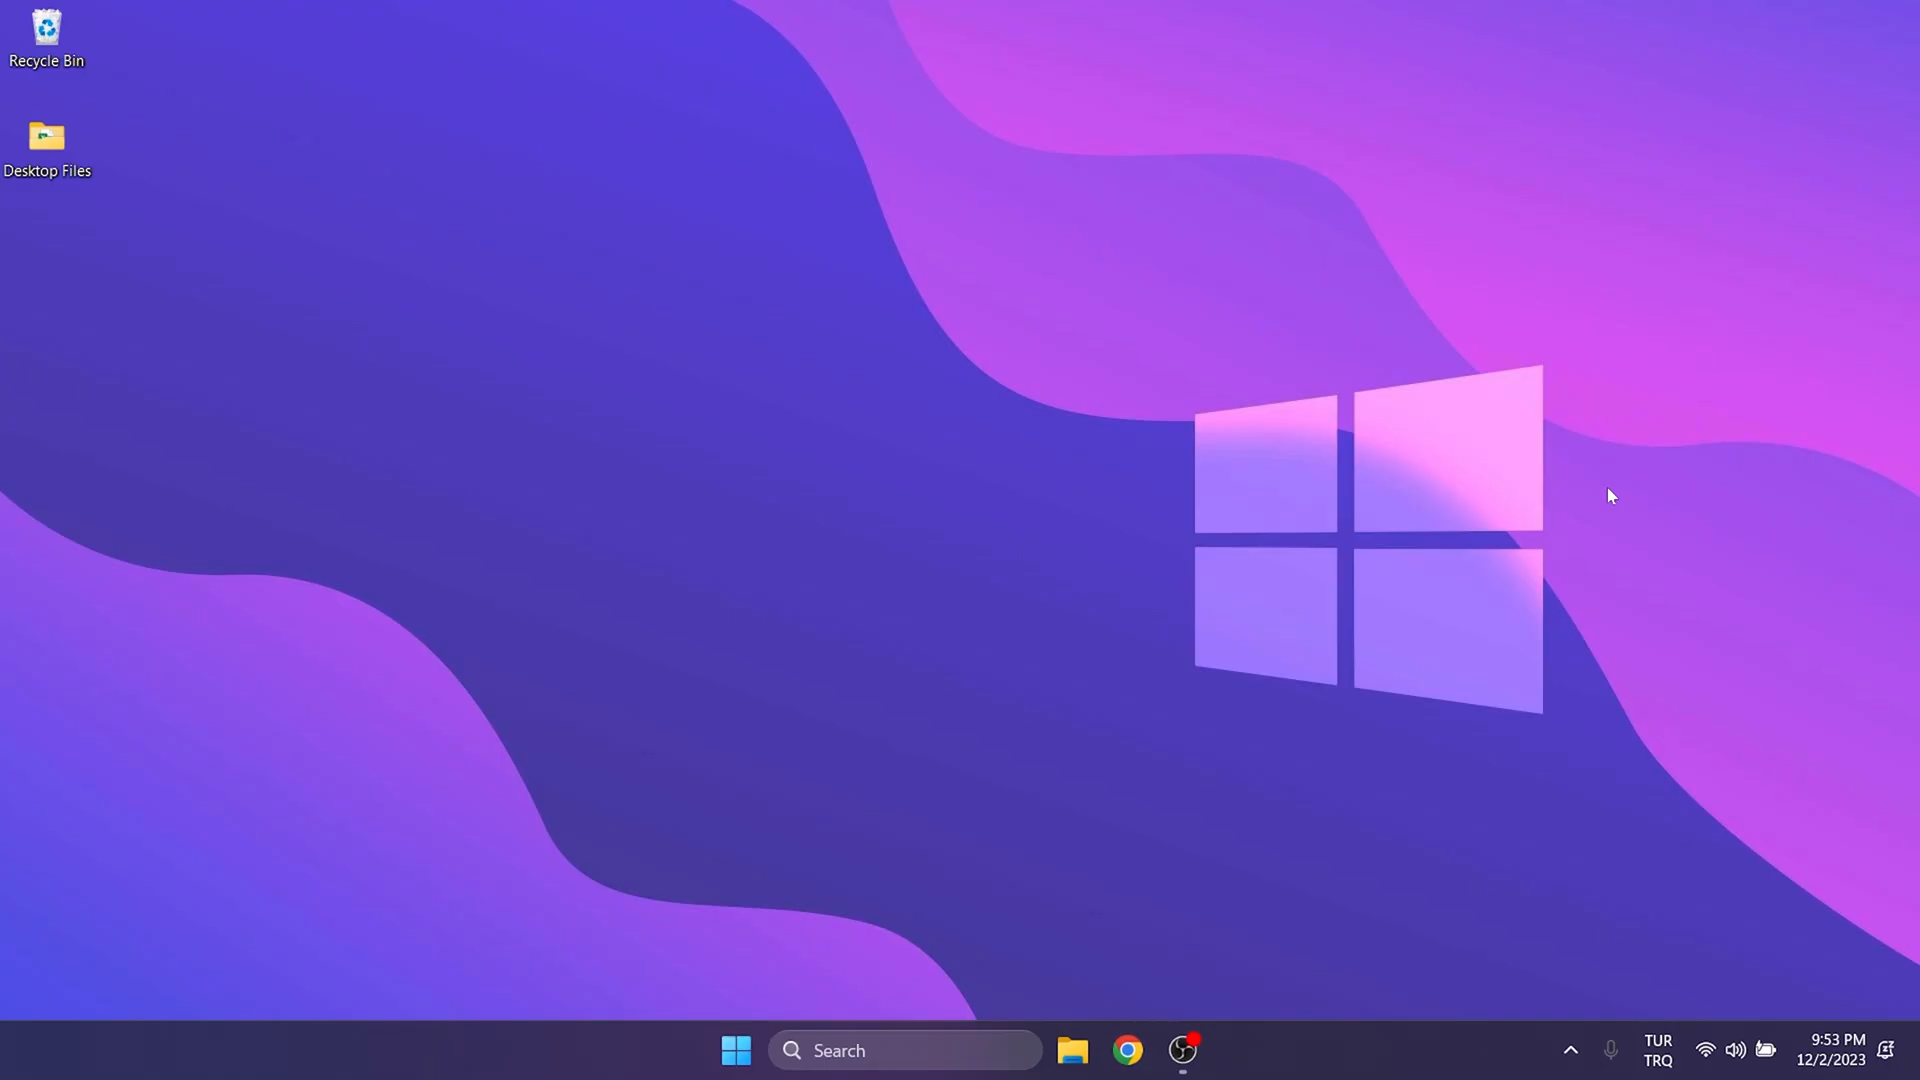 Recycle Bin
Desktop Files
Search
TUR
TRQ
9:53 PM
12/2/2023